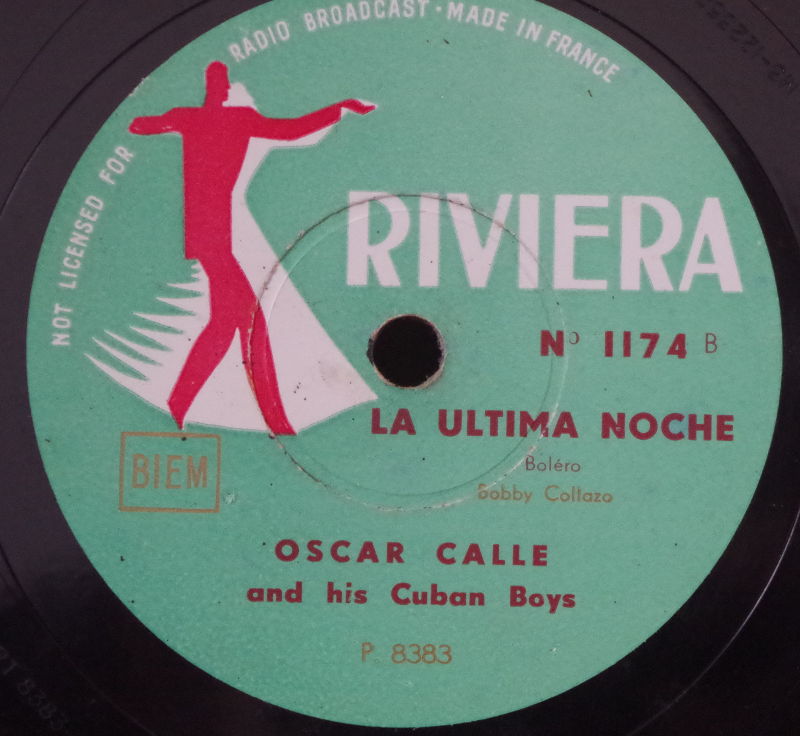 NOT LICENSED FOR RADIO BROADCAST · MADE IN FRANCE
RIVIERA
Nº 1174 B
LA ULTIMA NOCHE
Boléro
Bobby Collazo
BIEM
OSCAR CALLE
and his Cuban Boys
P. 8383